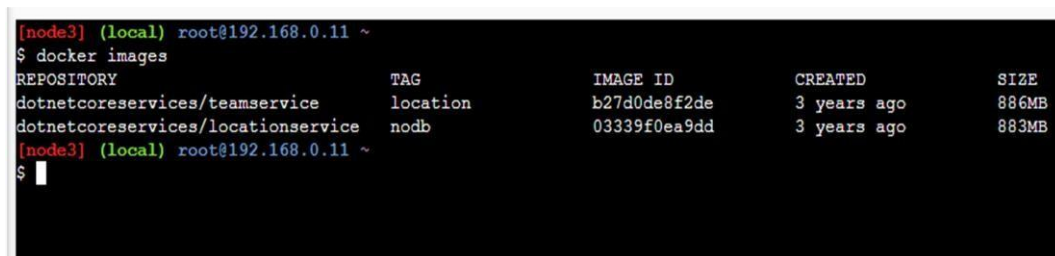 [node3] (local) root@192.168.0.11 ~
$ docker images
REPOSITORY TAG IMAGE ID CREATED SIZE
dotnetcoreservices/teamservice location b27d0de8f2de 3 years ago 886MB
dotnetcoreservices/locationservice nodb 03339f0ea9dd 3 years ago 883MB
[node3] (local) root@192.168.0.11 ~
$